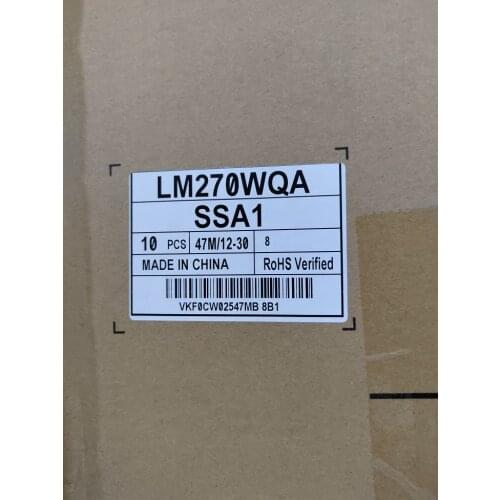 LM270WQA
SSA1
10 PCS 47M/12-30 8
MADE IN CHINA RoHS Verified
VKF0CW02547MB 8B1